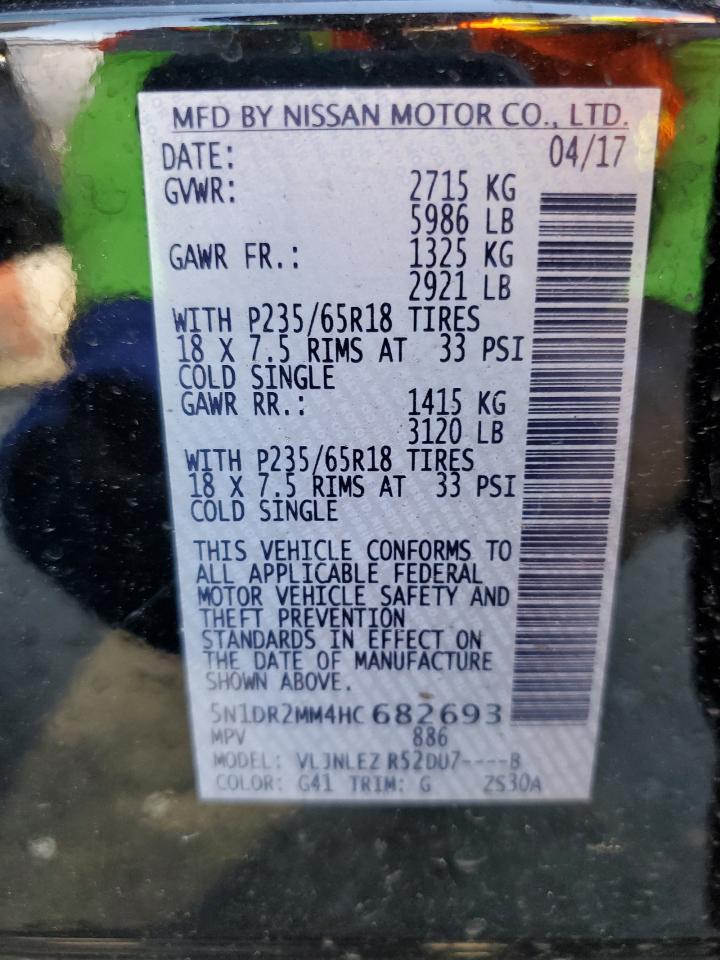 MFD BY NISSAN MOTOR CO., LTD.
DATE: 04/17
GVWR: 2715 KG
5986 LB
GAWR FR.: 1325 KG
2921 LB
WITH P235/65R18 TIRES
18 X 7.5 RIMS AT 33 PSI
COLD SINGLE
GAWR RR.: 1415 KG
3120 LB
WITH P235/65R18 TIRES
18 X 7.5 RIMS AT 33 PSI
COLD SINGLE
THIS VEHICLE CONFORMS TO
ALL APPLICABLE FEDERAL
MOTOR VEHICLE SAFETY AND
THEFT PREVENTION
STANDARDS IN EFFECT ON
THE DATE OF MANUFACTURE
SHOWN ABOVE.
5N1DR2MM4HC 682693
MPV 886
MODEL: VLJNLEZ R52DU7----B
COLOR: G41 TRIM: G ZS30A